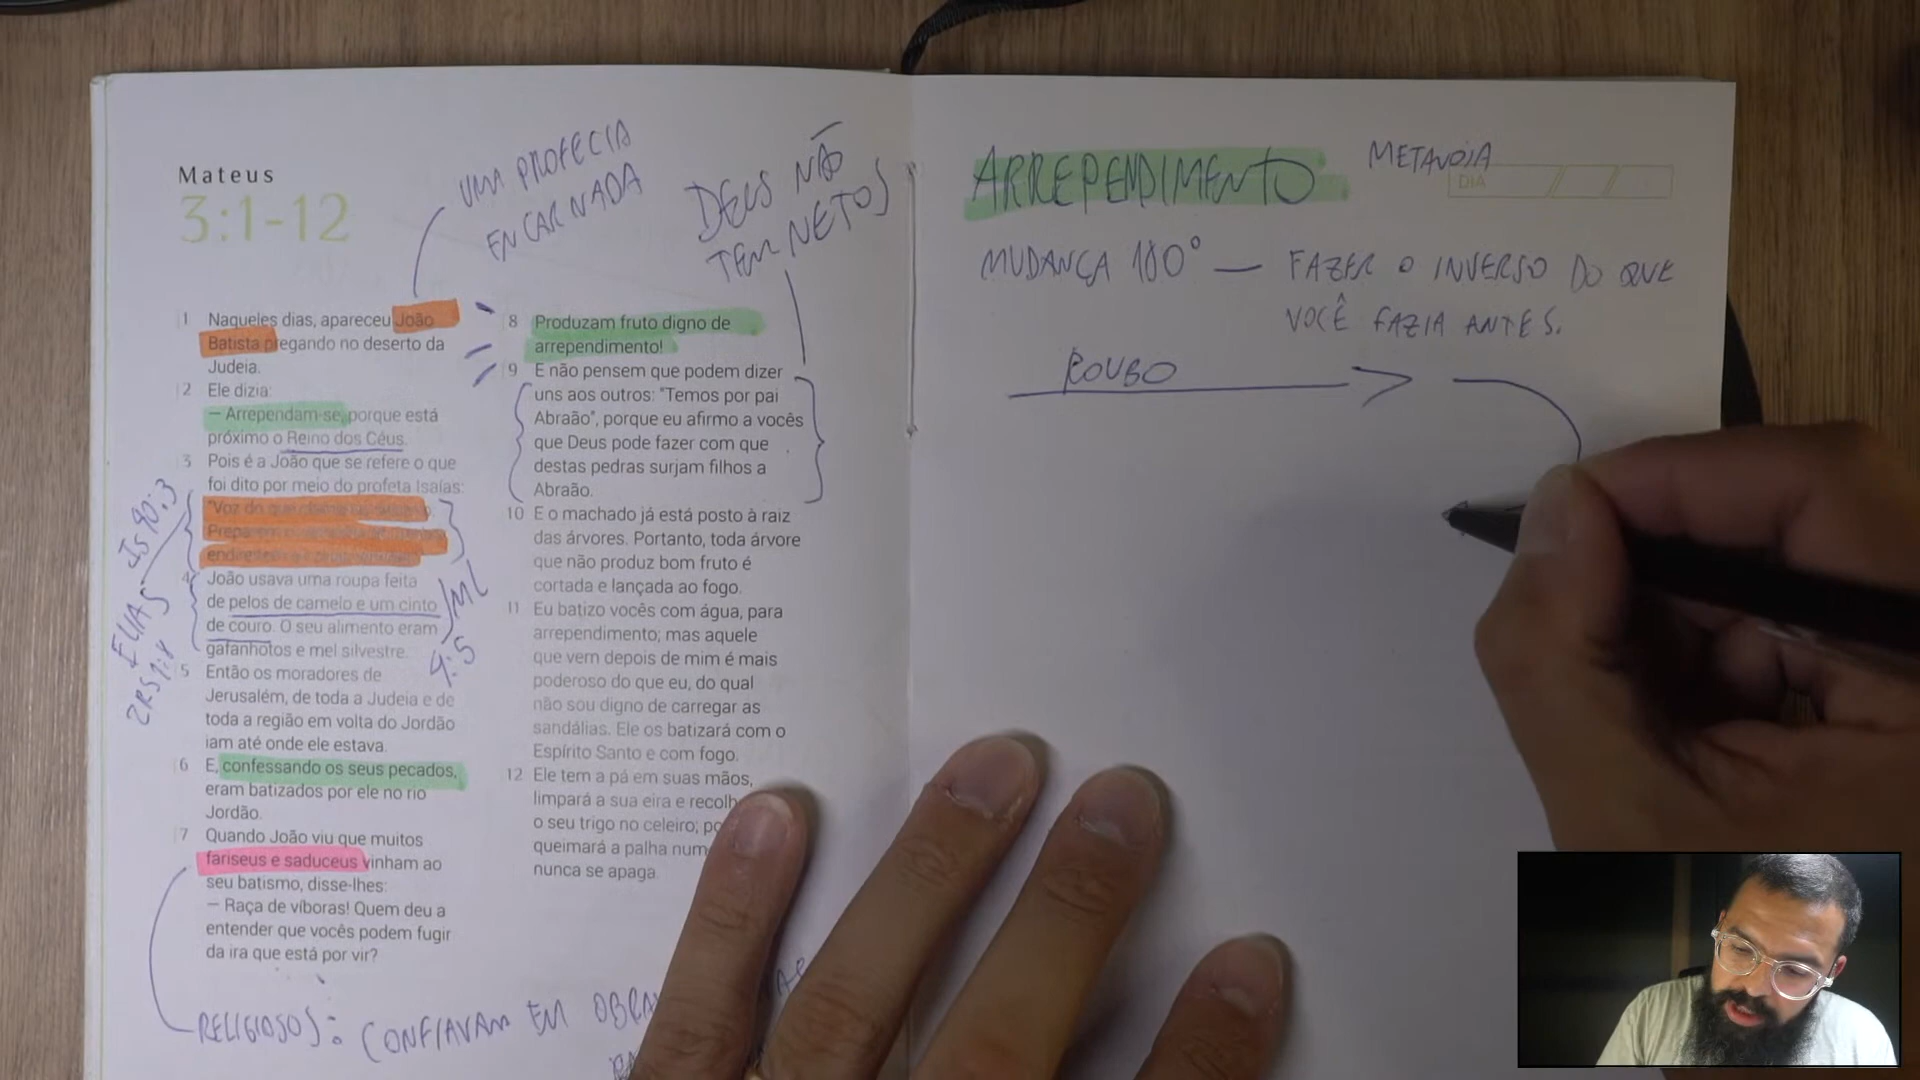 Mateus
3:1-12
UMA PROFECIA
ENCARNADA
DEUS NÃO
TEM NETOS
1 Naqueles dias, apareceu João
Batista pregando no deserto da
Judeia.
2 Ele dizia:
– Arrependam-se, porque está
próximo o Reino dos Céus.
3 Pois é a João que se refere o que
foi dito por meio do profeta Isaías:
"Voz do que clama no deserto:
4 João usava uma roupa feita
de pelos de camelo e um cinto
de couro. O seu alimento eram
gafanhotos e mel silvestre.
5 Então os moradores de
Jerusalém, de toda a Judeia e de
toda a região em volta do Jordão
iam até onde ele estava.
6 E, confessando os seus pecados,
eram batizados por ele no rio
Jordão.
7 Quando João viu que muitos
fariseus e saduceus vinham ao
seu batismo, disse-lhes:
– Raça de víboras! Quem deu a
entender que vocês podem fugir
da ira que está por vir?
Is 40:3
ELIAS
2RS 1:8
ML
4:5
RELIGIOSOS: CONFIAVAM EM
8 Produzam fruto digno de
arrependimento!
9 E não pensem que podem dizer
uns aos outros: "Temos por pai
Abraão", porque eu afirmo a vocês
que Deus pode fazer com que
destas pedras surjam filhos a
Abraão.
10 E o machado já está posto à raiz
das árvores. Portanto, toda árvore
que não produz bom fruto é
cortada e lançada ao fogo.
11 Eu batizo vocês com água, para
arrependimento; mas aquele
que vem depois de mim é mais
poderoso do que eu, do qual
não sou digno de carregar as
sandálias. Ele os batizará com o
Espírito Santo e com fogo.
12 Ele tem a pá em suas mãos,
limpará a sua eira e recolh
o seu trigo no celeiro;
queimará a palha num
nunca se apaga.
ARREPENDIMENTO METANOIA
DIA / /
MUDANÇA 180° — FAZER O INVERSO DO QUE
VOCÊ FAZIA ANTES.
ROUBO